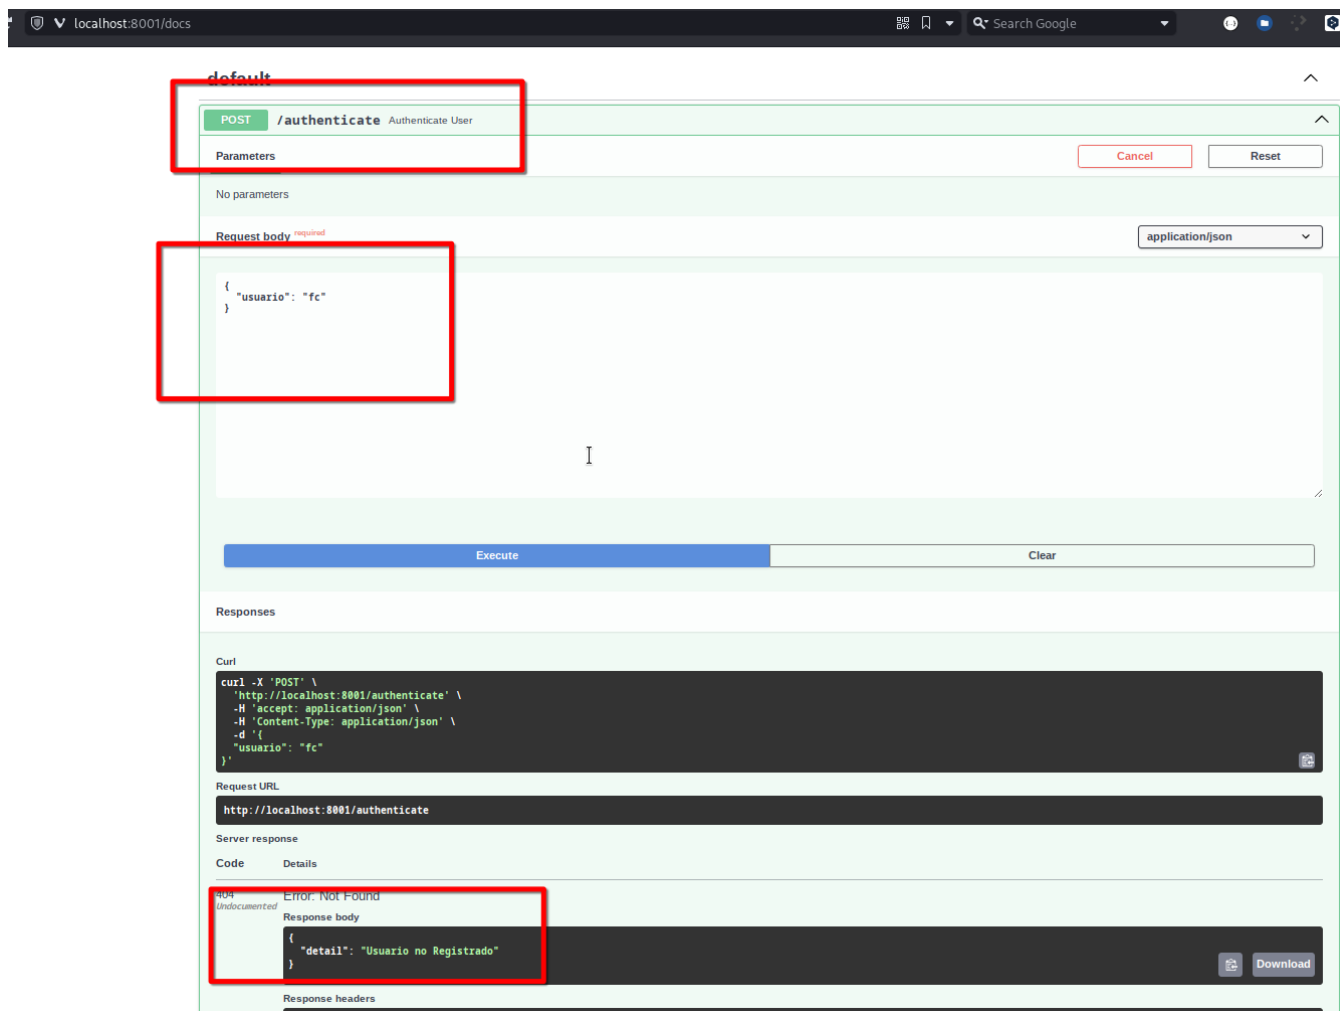 localhost:8001/docs
Search Google
default
POST /authenticate Authenticate User
Parameters
Cancel
Reset
No parameters
Request body required
application/json
{
"usuario": "fc"
}
Execute
Clear
Responses
Curl
curl -X 'POST' \
'http://localhost:8001/authenticate' \
-H 'accept: application/json' \
-H 'Content-Type: application/json' \
-d '{
"usuario": "fc"
}'
Request URL
http://localhost:8001/authenticate
Server response
Code Details
404 Error: Not Found
Undocumented
Response body
{
"detail": "Usuario no Registrado"
}
Download
Response headers